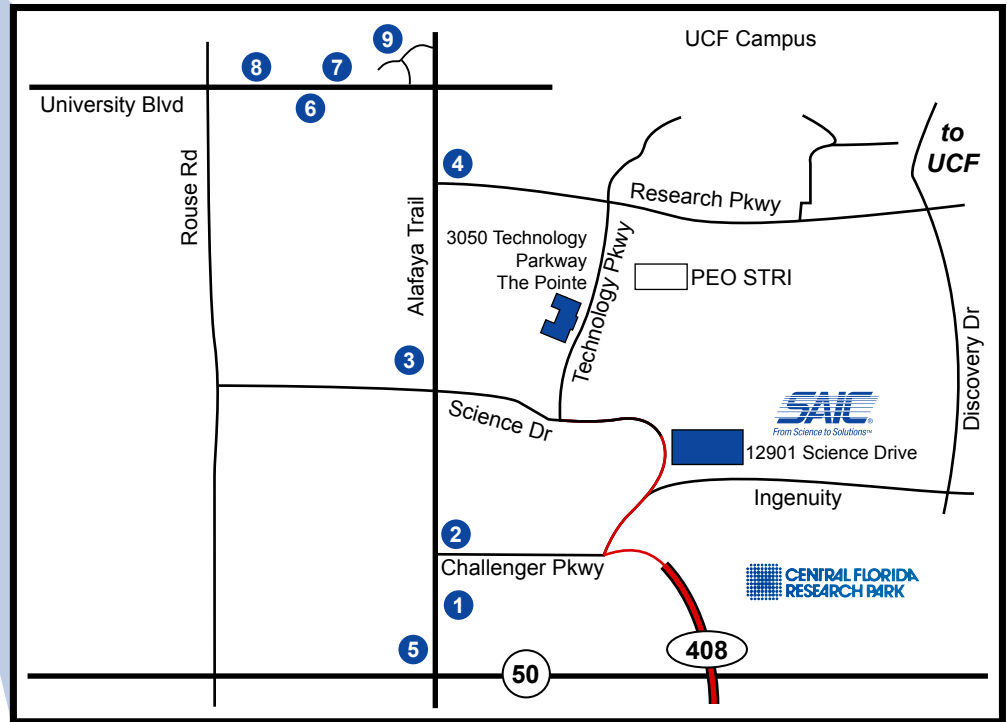 9
UCF Campus
8
7
University Blvd
6
to
UCF
4
Rouse Rd
Alafaya Trail
Research Pkwy
3050 Technology
Parkway
The Pointe
Technology Pkwy
PEO STRI
Discovery Dr
3
Science Dr
SAIC®
From Science to Solutions™
12901 Science Drive
Ingenuity
2
Challenger Pkwy
CENTRAL FLORIDA
RESEARCH PARK
1
5
50
408